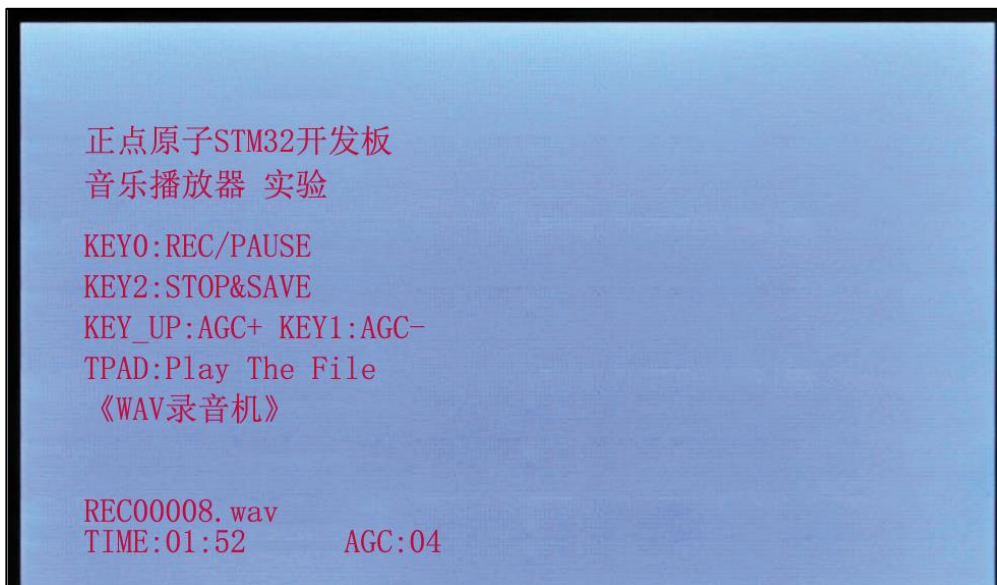 正点原子STM32开发板
音乐播放器 实验
KEY0:REC/PAUSE
KEY2:STOP&SAVE
KEY_UP:AGC+ KEY1:AGC-
TPAD:Play The File
《WAV录音机》
REC00008.wav
TIME:01:52 AGC:04